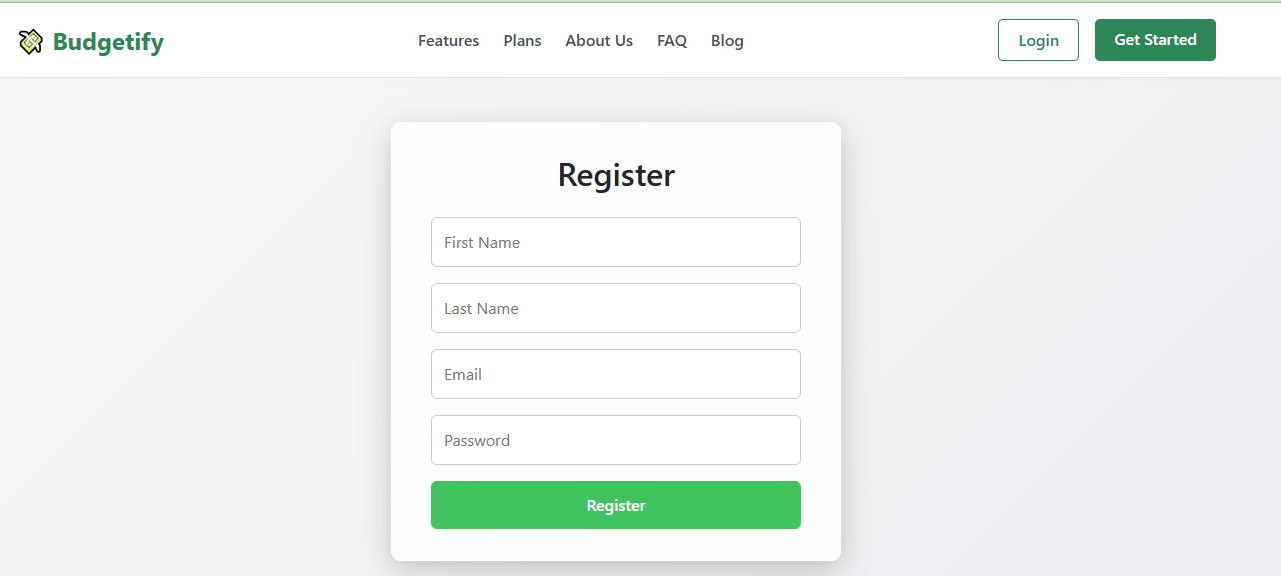 Budgetify Features Plans About Us FAQ Blog Login Get Started
Register
First Name
Last Name
Email
Password
Register